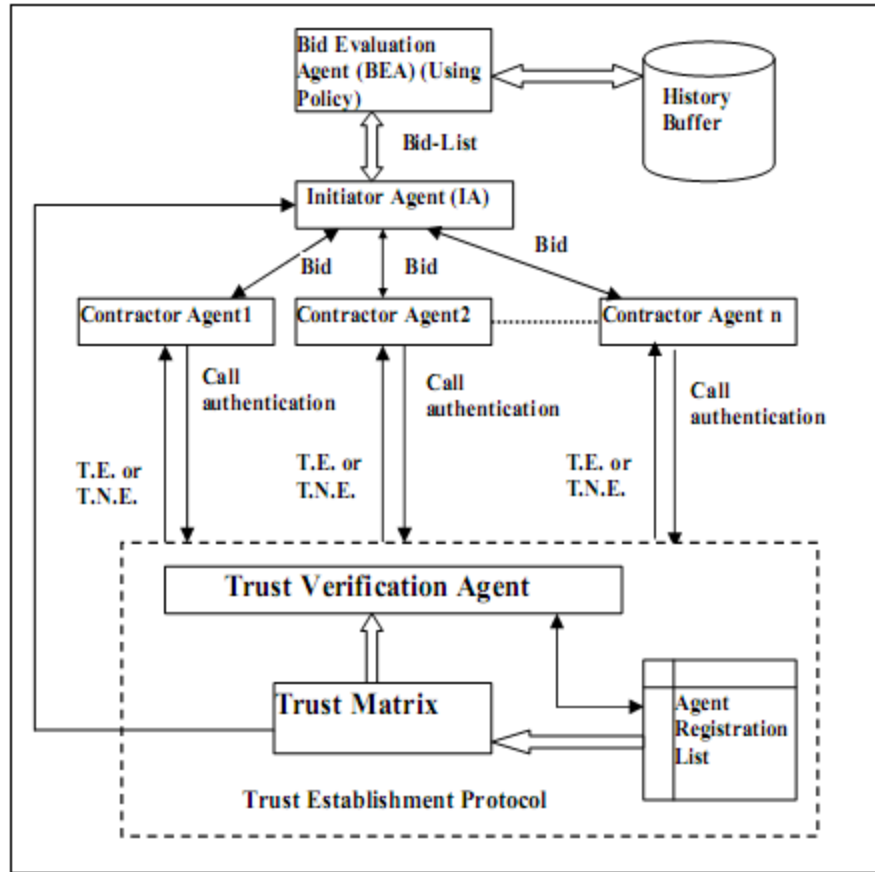 Bid Evaluation
Agent (BEA) (Using
Policy)
History
Buffer
Bid-List
Initiator Agent (IA)
Bid
Bid
Bid
Contractor Agent1
Contractor Agent2
Contractor Agent n
Call
authentication
Call
authentication
Call
authentication
T.E. or
T.N.E.
T.E. or
T.N.E.
T.E. or
T.N.E.
Trust Verification Agent
Trust Matrix
Agent
Registration
List
Trust Establishment Protocol